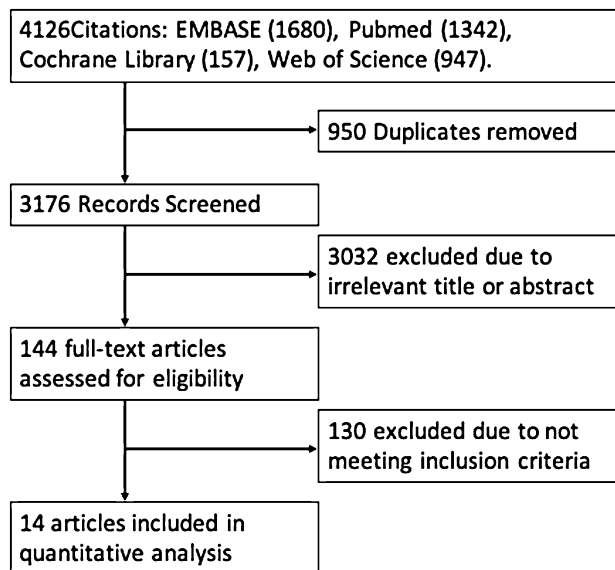 4126Citations: EMBASE (1680), Pubmed (1342),
Cochrane Library (157), Web of Science (947).
950 Duplicates removed
3176 Records Screened
3032 excluded due to
irrelevant title or abstract
144 full-text articles
assessed for eligibility
130 excluded due to not
meeting inclusion criteria
14 articles included in
quantitative analysis